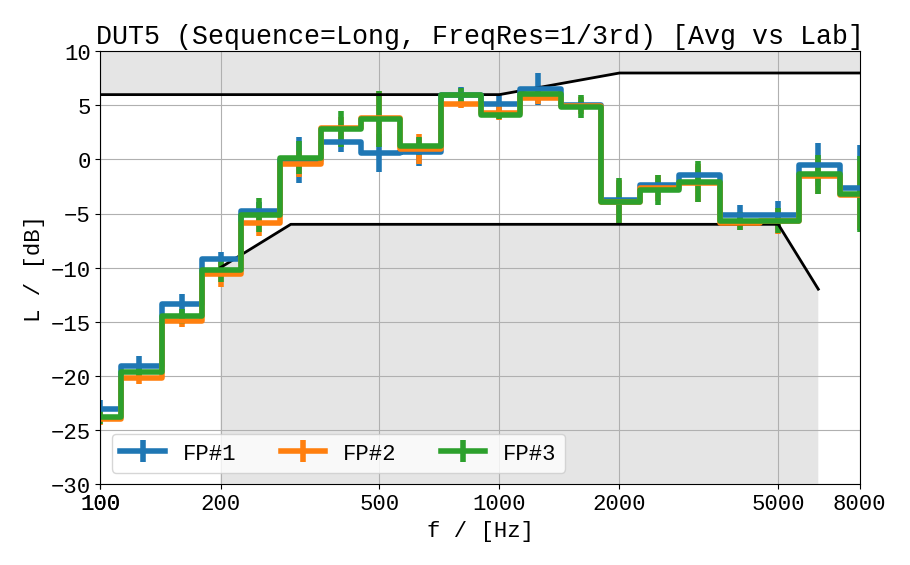 DUT5 (Sequence=Long, FreqRes=1/3rd) [Avg vs Lab]
L / [dB]
10
5
0
−5
−10
−15
−20
−25
−30
FP#1 FP#2 FP#3
100 200 500 1000 2000 5000 8000
f / [Hz]